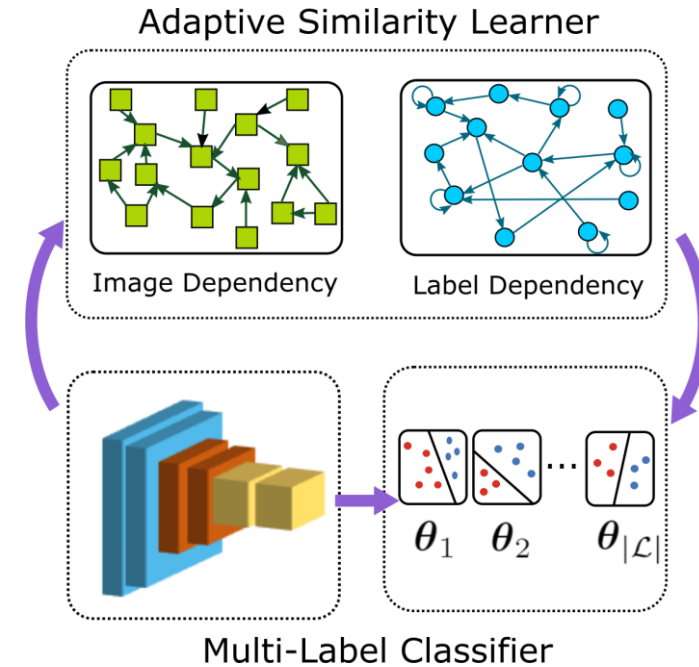 Adaptive Similarity Learner
Image Dependency
Label Dependency
...
θ₁ θ₂ θ|ℒ|
Multi-Label Classifier